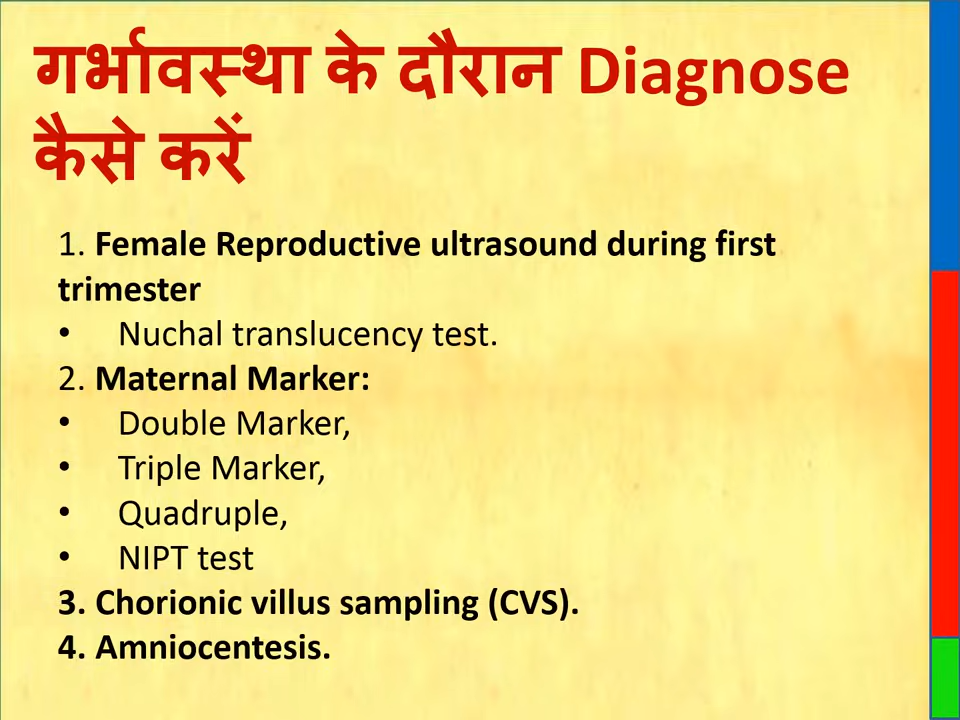 गर्भावस्था के दौरान Diagnose
कैसे करें
1. Female Reproductive ultrasound during first
trimester
• Nuchal translucency test.
2. Maternal Marker:
• Double Marker,
• Triple Marker,
• Quadruple,
• NIPT test
3. Chorionic villus sampling (CVS).
4. Amniocentesis.